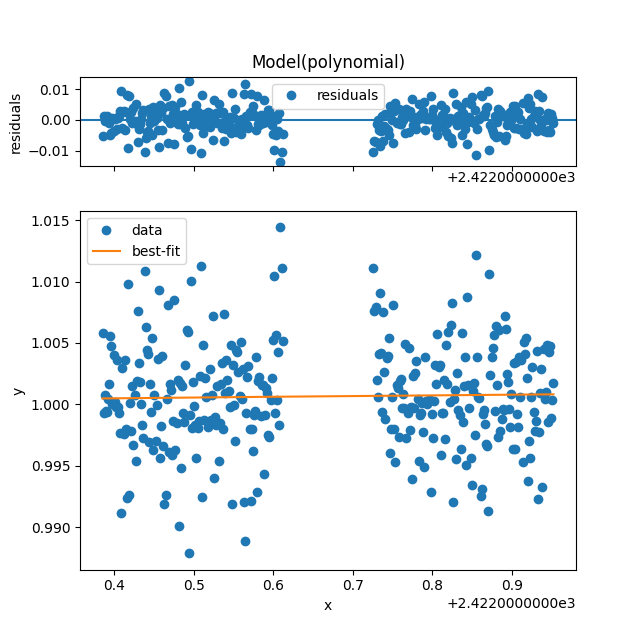 Model(polynomial)
0.01
0.00
−0.01
residuals
residuals
+2.4220000000e3
1.015
1.010
1.005
1.000
0.995
0.990
y
data
best-fit
0.4 0.5 0.6 0.7 0.8 0.9
x
+2.4220000000e3